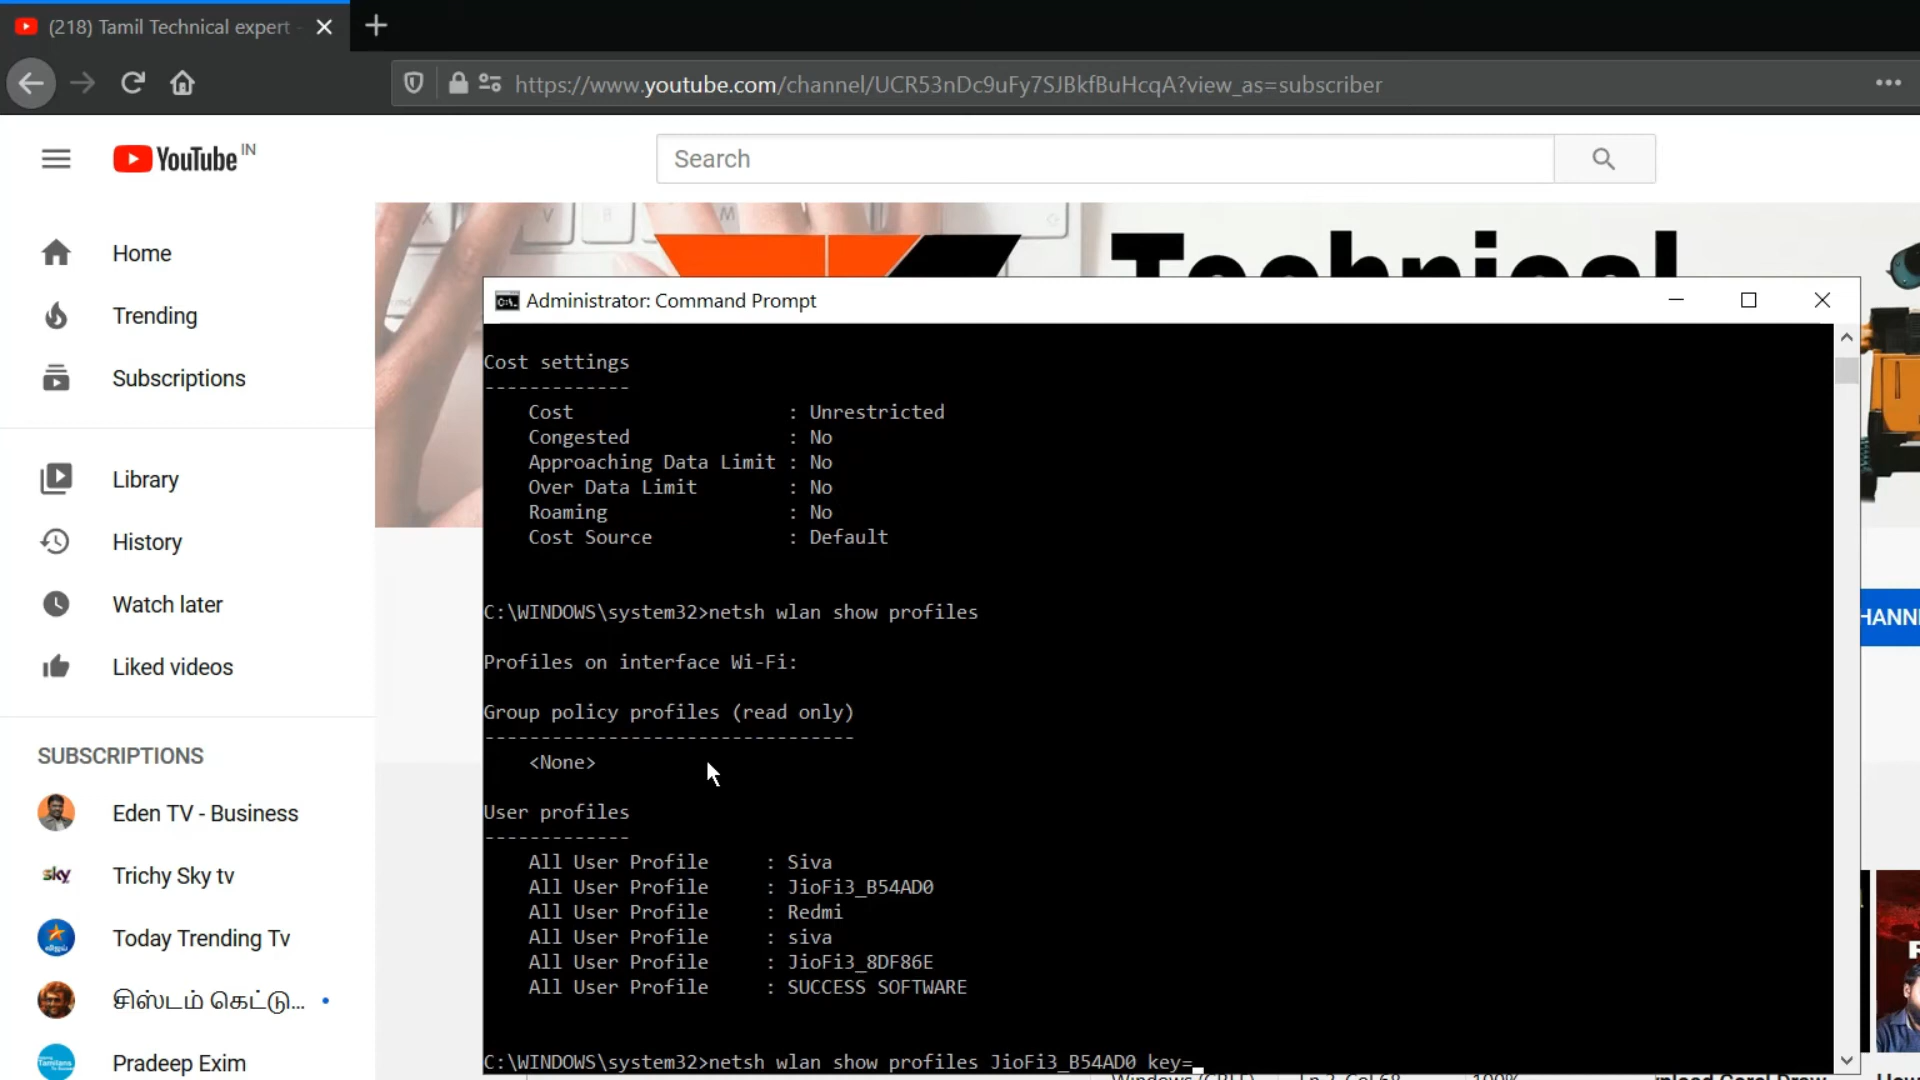 (218) Tamil Technical expert
https://www.youtube.com/channel/UCR53nDc9uFy7SJBkfBuHcqA?view_as=subscriber
YouTube IN
Search
Home
Trending
Subscriptions
Library
History
Watch later
Liked videos
SUBSCRIPTIONS
Eden TV - Business
sky
Trichy Sky tv
Today Trending Tv
சிஸ்டம் கெட்டு...
Pradeep Exim
Technical
HANN
Administrator: Command Prompt
Cost settings
-------------
Cost : Unrestricted
Congested : No
Approaching Data Limit : No
Over Data Limit : No
Roaming : No
Cost Source : Default
C:\WINDOWS\system32>netsh wlan show profiles
Profiles on interface Wi-Fi:
Group policy profiles (read only)
---------------------------------
<None>
User profiles
-------------
All User Profile : Siva
All User Profile : JioFi3_B54AD0
All User Profile : Redmi
All User Profile : siva
All User Profile : JioFi3_8DF86E
All User Profile : SUCCESS SOFTWARE
C:\WINDOWS\system32>netsh wlan show profiles JioFi3_B54AD0 key=